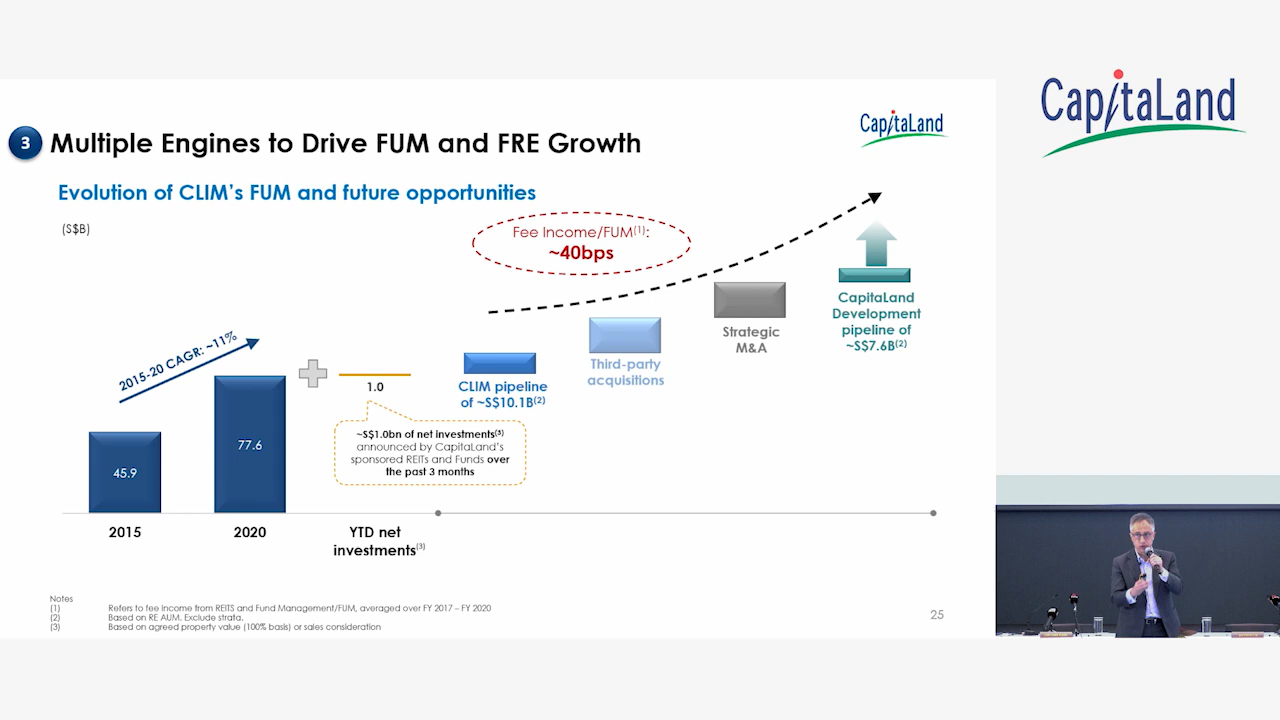 CapitaLand
3
Multiple Engines to Drive FUM and FRE Growth
CapitaLand
Evolution of CLIM's FUM and future opportunities
(S$B)
Fee Income/FUM(1):
~40bps
2015-20 CAGR: ~11%
45.9
77.6
1.0
~S$1.0bn of net investments(3)
announced by CapitaLand's
sponsored REITs and Funds over
the past 3 months
CLIM pipeline
of ~S$10.1B(2)
Third-party
acquisitions
Strategic
M&A
CapitaLand
Development
pipeline of
~S$7.6B(2)
2015
2020
YTD net
investments(3)
Notes
(1) Refers to fee Income from REITS and Fund Management/FUM, averaged over FY 2017 – FY 2020
(2) Based on RE AUM. Exclude strata.
(3) Based on agreed property value (100% basis) or sales consideration
25